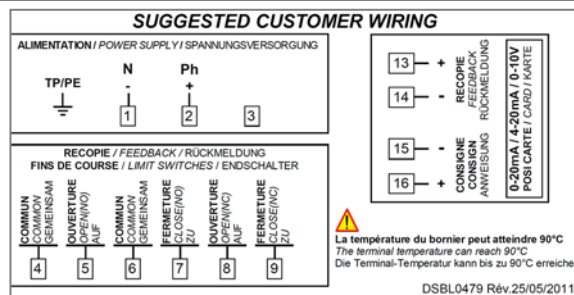 SUGGESTED CUSTOMER WIRING
ALIMENTATION / POWER SUPPLY / SPANNUNGSVERSORGUNG
TP/PE
N
-
Ph
+
1
2
3
RECOPIE / FEEDBACK / RÜCKMELDUNG
FINS DE COURSE / LIMIT SWITCHES / ENDSCHALTER
COMMUN
COMMON
GEMEINSAM
OUVERTURE
OPEN(NO)
AUF
COMMUN
COMMON
GEMEINSAM
FERMETURE
CLOSE(NO)
ZU
OUVERTURE
OPEN(NC)
AUF
FERMETURE
CLOSE(NC)
ZU
4
5
6
7
8
9
13 +
14 -
RECOPIE
FEEDBACK
RÜCKMELDUNG
15 -
16 +
CONSIGNE
CONSIGN
ANWEISUNG
0-20mA / 4-20mA / 0-10V
POSI CARTE / CARD / KARTE
La température du bornier peut atteindre 90°C
The terminal temperature can reach 90°C
Die Terminal-Temperatur kann bis zu 90°C erreiche
DSBL0479 Rév.25/05/2011